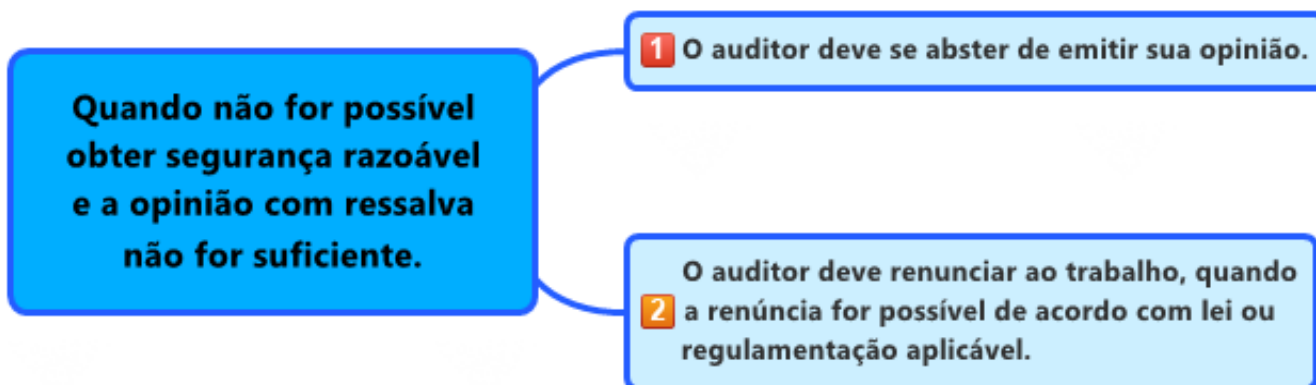 Quando não for possível
obter segurança razoável
e a opinião com ressalva
não for suficiente.
1 O auditor deve se abster de emitir sua opinião.
O auditor deve renunciar ao trabalho, quando
2 a renúncia for possível de acordo com lei ou
regulamentação aplicável.